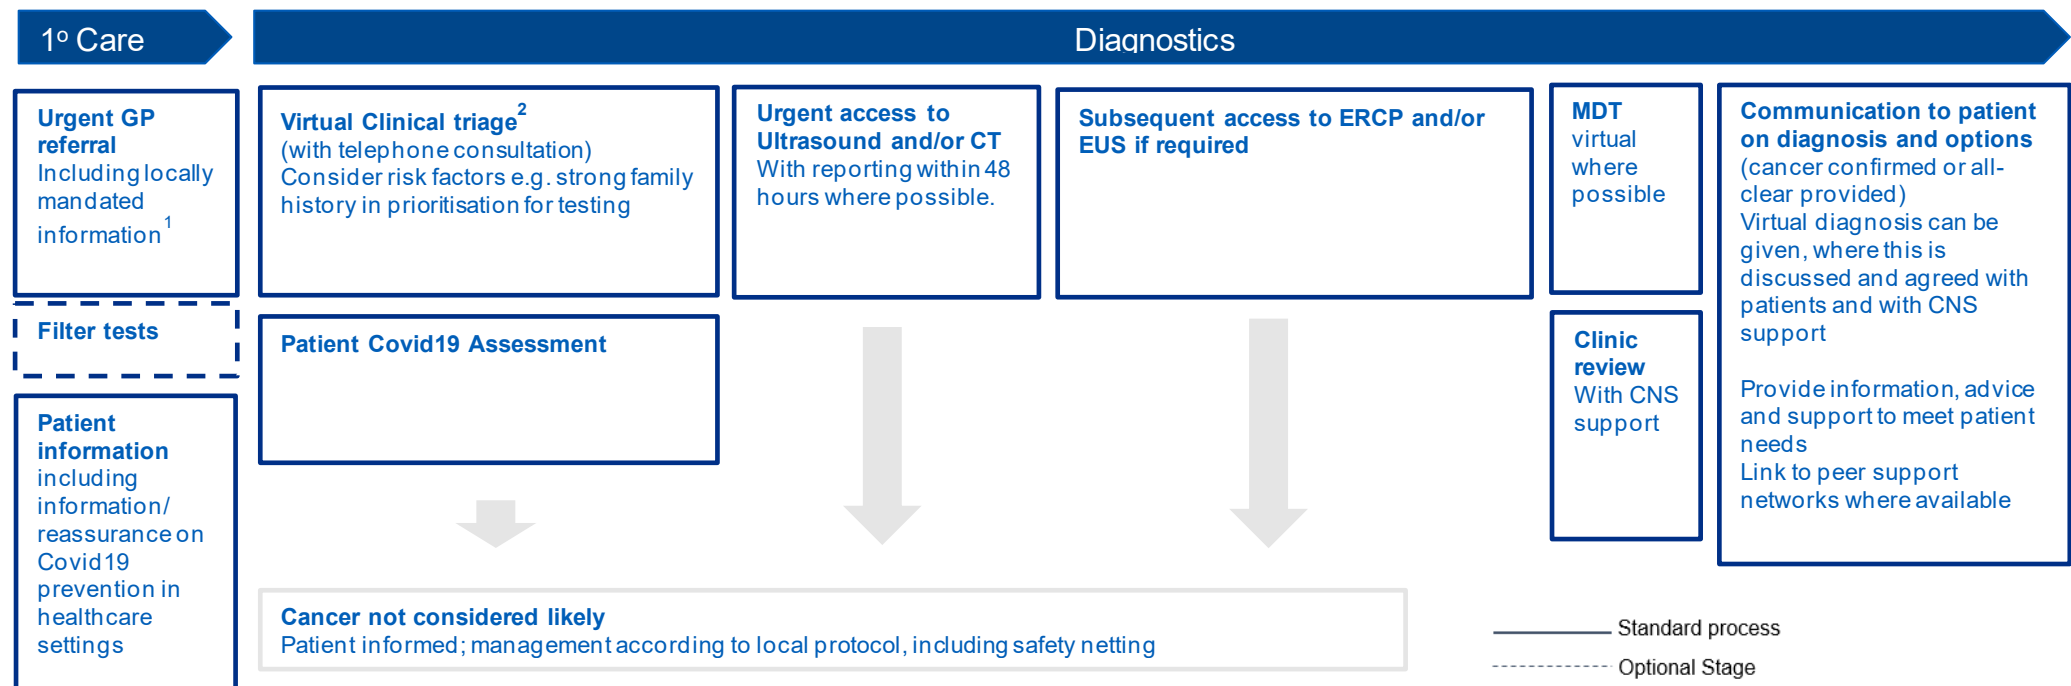 1º Care
Diagnostics
Urgent GP
referral
Including locally
mandated
information1
Filter tests
Patient
information
including
information/
reassurance on
Covid19
prevention in
healthcare
settings
Virtual Clinical triage2
(with telephone consultation)
Consider risk factors e.g. strong family
history in prioritisation for testing
Patient Covid19 Assessment
Urgent access to
Ultrasound and/or CT
With reporting within 48
hours where possible.
Subsequent access to ERCP and/or
EUS if required
MDT
virtual
where
possible
Clinic
review
With CNS
support
Communication to patient
on diagnosis and options
(cancer confirmed or all-
clear provided)
Virtual diagnosis can be
given, where this is
discussed and agreed with
patients and with CNS
support
Provide information, advice
and support to meet patient
needs
Link to peer support
networks where available
Cancer not considered likely
Patient informed; management according to local protocol, including safety netting
Standard process
Optional Stage